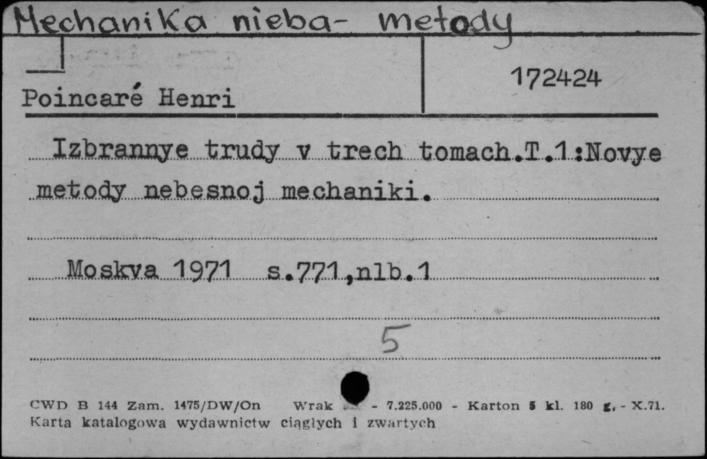 Mechanika nieba- metody
172424
Poincaré Henri
Izbrannye trudy v trech tomach.T.1:Novye
metody nebesnoj mechaniki.
Moskva 1971 s.771,nlb.1
5
CWD B 144 Zam. 1475/DW/On Wrak - 7.225.000 - Karton 5 kl. 180 g. - X.71.
Karta katalogowa wydawnictw ciągłych i zwartych